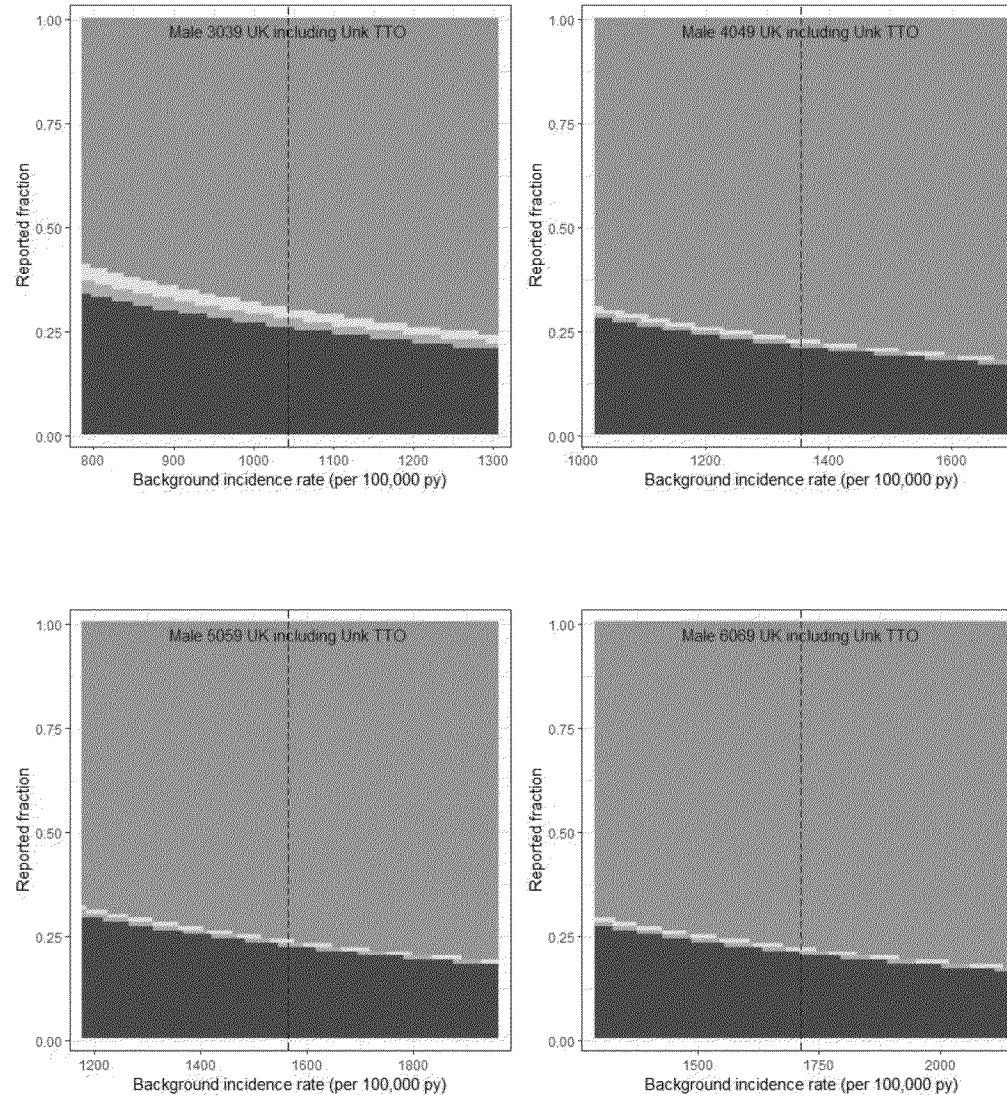 Male 3039 UK including Unk TTO
1.00
0.75
0.50
0.25
0.00
Reported fraction
800 900 1000 1100 1200 1300
Background incidence rate (per 100,000 py)
Male 4049 UK including Unk TTO
1.00
0.75
0.50
0.25
0.00
Reported fraction
1000 1200 1400 1600
Background incidence rate (per 100,000 py)
Male 5059 UK including Unk TTO
1.00
0.75
0.50
0.25
0.00
Reported fraction
1200 1400 1600 1800
Background incidence rate (per 100,000 py)
Male 6069 UK including Unk TTO
1.00
0.75
0.50
0.25
0.00
Reported fraction
1500 1750 2000
Background incidence rate (per 100,000 py)